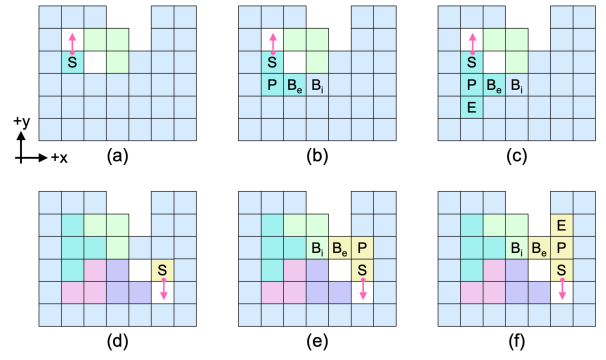 S
S
P Bₑ Bᵢ
S
P Bₑ Bᵢ
E
+y
+x
(a) (b) (c)
S
Bᵢ Bₑ P
S
E
Bᵢ Bₑ P
S
(d) (e) (f)